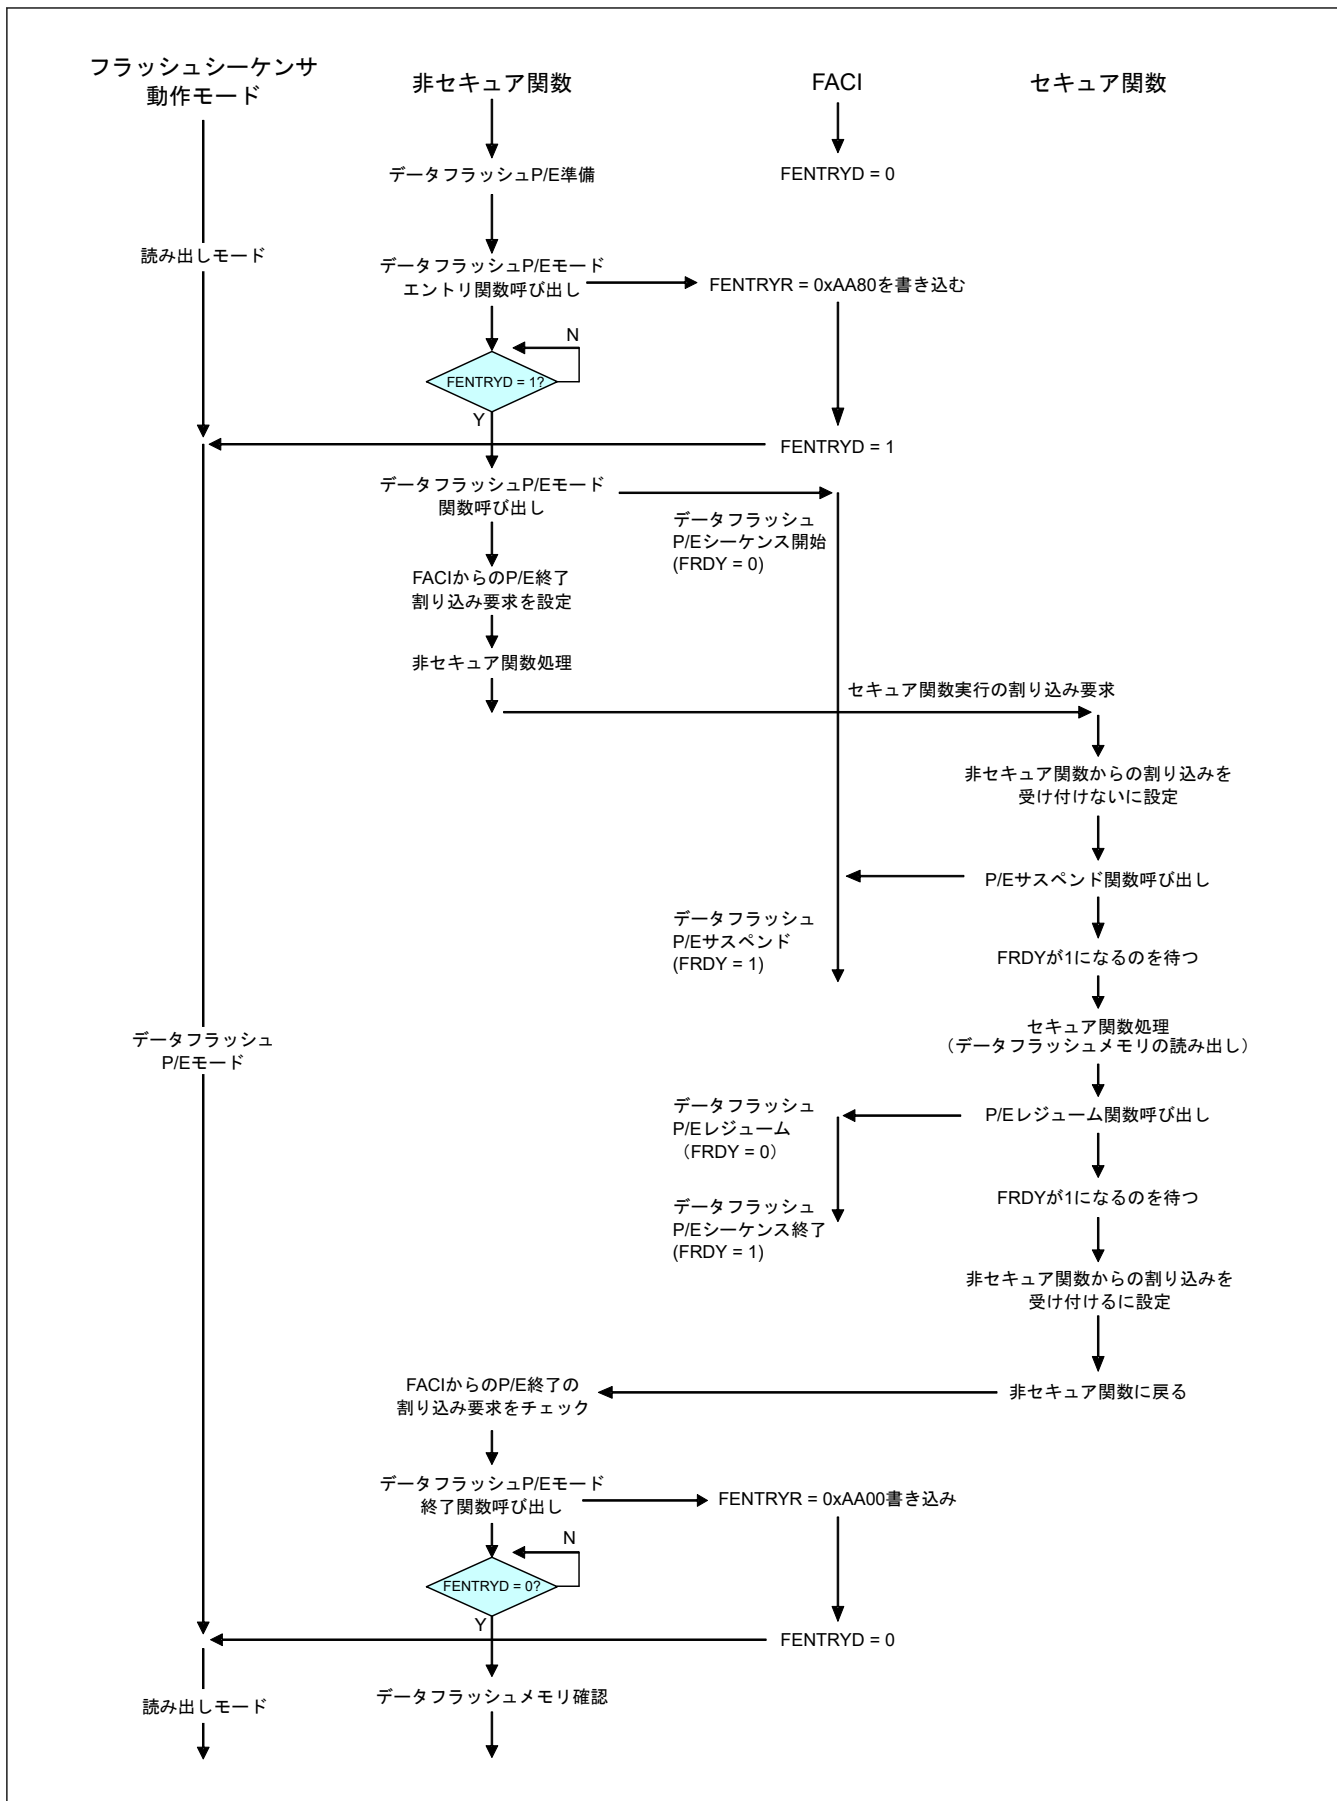 フラッシュシーケンサ
動作モード
非セキュア関数
FACI
セキュア関数
データフラッシュP/E準備
FENTRYD = 0
読み出しモード
データフラッシュP/Eモード
エントリ関数呼び出し
FENTRYR = 0xAA80を書き込む
N
FENTRYD = 1?
Y
FENTRYD = 1
データフラッシュP/Eモード
関数呼び出し
データフラッシュ
P/Eシーケンス開始
(FRDY = 0)
FACIからのP/E終了
割り込み要求を設定
非セキュア関数処理
セキュア関数実行の割り込み要求
非セキュア関数からの割り込みを
受け付けないに設定
P/Eサスペンド関数呼び出し
データフラッシュ
P/Eサスペンド
(FRDY = 1)
FRDYが1になるのを待つ
セキュア関数処理
（データフラッシュメモリの読み出し）
データフラッシュ
P/Eモード
データフラッシュ
P/Eレジューム
（FRDY = 0）
P/Eレジューム関数呼び出し
FRDYが1になるのを待つ
データフラッシュ
P/Eシーケンス終了
(FRDY = 1)
非セキュア関数からの割り込みを
受け付けるに設定
FACIからのP/E終了の
割り込み要求をチェック
非セキュア関数に戻る
データフラッシュP/Eモード
終了関数呼び出し
FENTRYR = 0xAA00書き込み
N
FENTRYD = 0?
Y
FENTRYD = 0
読み出しモード
データフラッシュメモリ確認